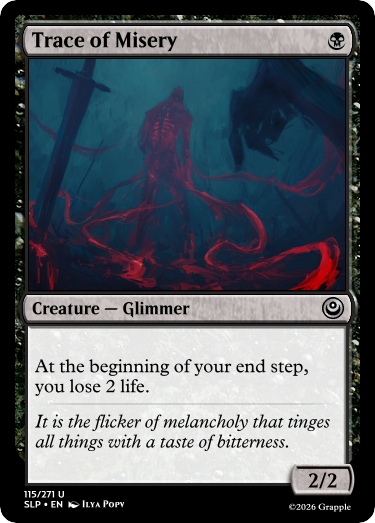 Trace of Misery
Creature — Glimmer
At the beginning of your end step,
you lose 2 life.
It is the flicker of melancholy that tinges
all things with a taste of bitterness.
2/2
115/271 U
SLP • EN Ilya Popv
©2026 Grapple